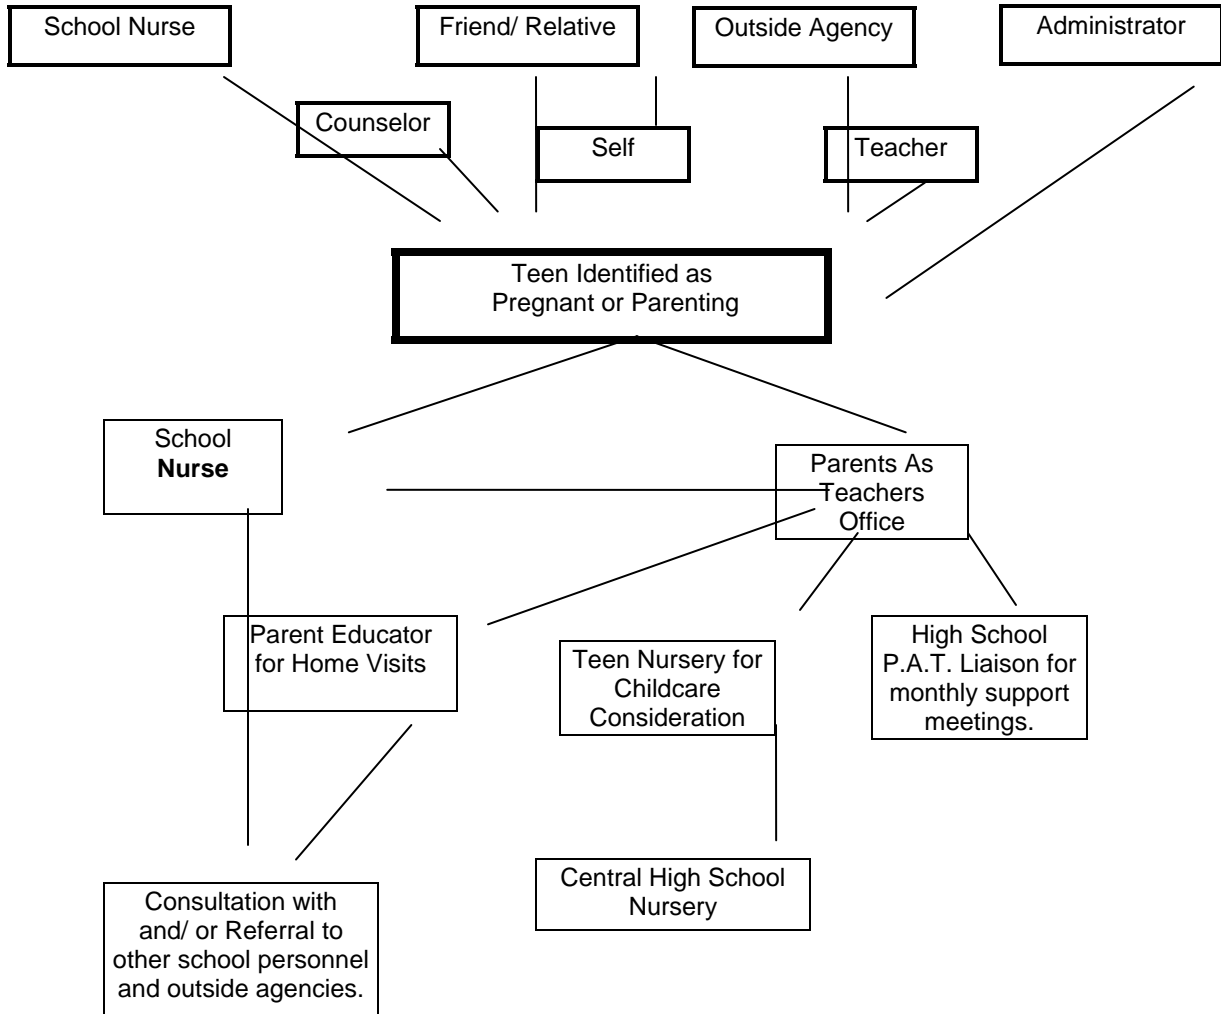 School Nurse
Friend/ Relative
Outside Agency
Administrator
Counselor
Self
Teacher
Teen Identified as
Pregnant or Parenting
School
Nurse
Parents As
Teachers
Office
Parent Educator
for Home Visits
Teen Nursery for
Childcare
Consideration
High School
P.A.T. Liaison for
monthly support
meetings.
Consultation with
and/ or Referral to
other school personnel
and outside agencies.
Central High School
Nursery